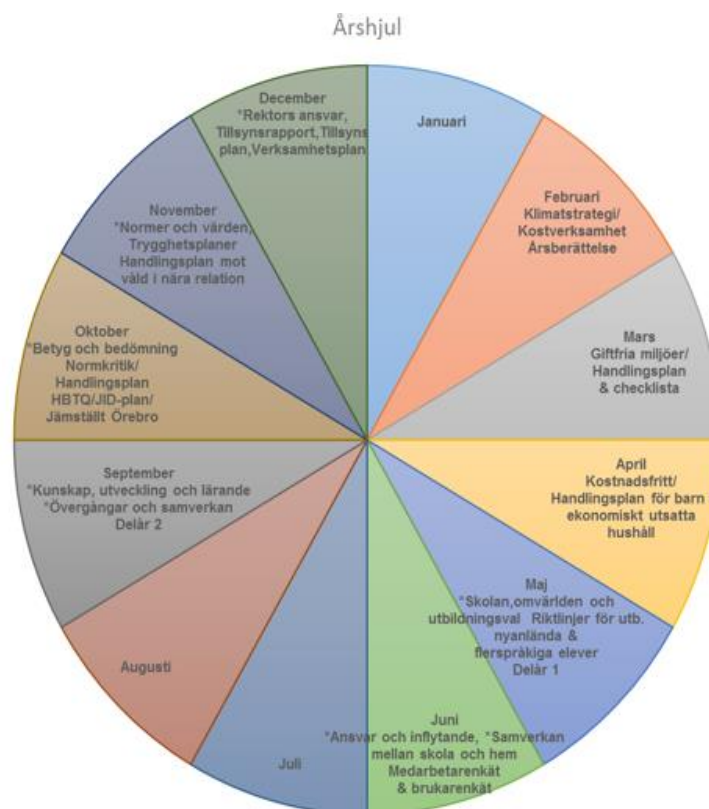 Årshjul
Januari
Februari
Klimatstrategi/
Kostverksamhet
Årsberättelse
Mars
Giftfria miljöer/
Handlingsplan
& checklista
April
Kostnadsfritt/
Handlingsplan för barn
ekonomiskt utsatta
hushåll
Maj
*Skolan,omvärlden och
utbildningsval Riktlinjer för utb.
nyanlända &
flerspråkiga elever
Delår 1
Juni
*Ansvar och inflytande, *Samverkan
mellan skola och hem
Medarbetarenkät
& brukarenkät
Juli
Augusti
September
*Kunskap, utveckling och lärande
*Övergångar och samverkan
Delår 2
Oktober
*Betyg och bedömning
Normkritik/
Handlingsplan
HBTQ/JID-plan/
Jämställt Örebro
November
*Normer och värden,
Trygghetsplaner
Handlingsplan mot
våld i nära relation
December
*Rektors ansvar,
Tillsynsrapport,Tillsyns
plan,Verksamhetsplan